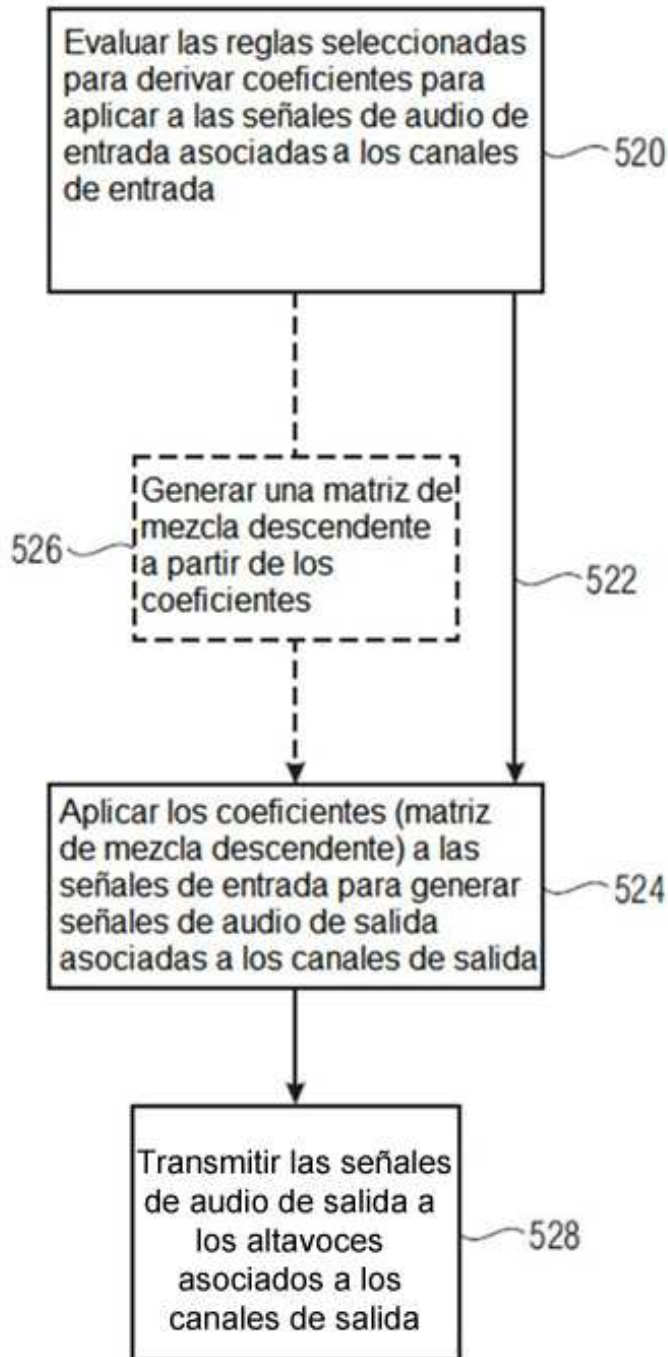 Evaluar las reglas seleccionadas
para derivar coeficientes para
aplicar a las señales de audio de
entrada asociadas a los canales
de entrada
520
Generar una matriz de
mezcla descendente
a partir de los
coeficientes
526
522
Aplicar los coeficientes (matriz
de mezcla descendente) a las
señales de entrada para generar
señales de audio de salida
asociadas a los canales de salida
524
Transmitir las señales
de audio de salida a
los altavoces
asociados a los
canales de salida
528